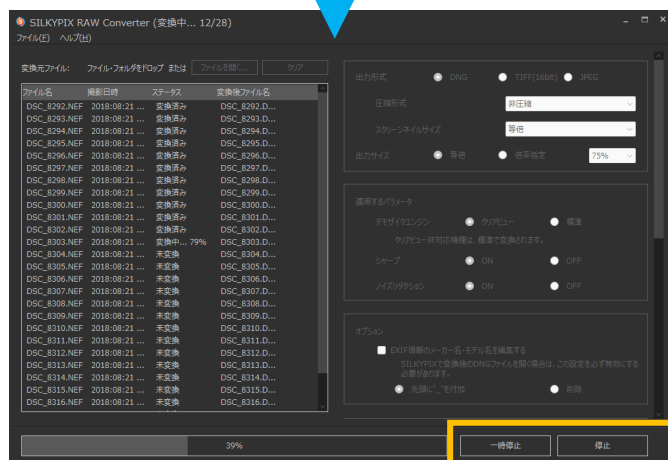 SILKYPIX RAW Converter (変換中... 12/28)
ファイル(F) ヘルプ(H)
変換元ファイル: ファイル・フォルダをドロップ または ファイルを開く... クリア
ファイル名 撮影日時 ステータス 変換後ファイル名
DSC_8292.NEF 2018:08:21 ... 変換済み DSC_8292.D...
DSC_8293.NEF 2018:08:21 ... 変換済み DSC_8293.D...
DSC_8294.NEF 2018:08:21 ... 変換済み DSC_8294.D...
DSC_8295.NEF 2018:08:21 ... 変換済み DSC_8295.D...
DSC_8296.NEF 2018:08:21 ... 変換済み DSC_8296.D...
DSC_8297.NEF 2018:08:21 ... 変換済み DSC_8297.D...
DSC_8298.NEF 2018:08:21 ... 変換済み DSC_8298.D...
DSC_8299.NEF 2018:08:21 ... 変換済み DSC_8299.D...
DSC_8300.NEF 2018:08:21 ... 変換済み DSC_8300.D...
DSC_8301.NEF 2018:08:21 ... 変換済み DSC_8301.D...
DSC_8302.NEF 2018:08:21 ... 変換済み DSC_8302.D...
DSC_8303.NEF 2018:08:21 ... 変換中... 79% DSC_8303.D...
DSC_8304.NEF 2018:08:21 ... 未変換 DSC_8304.D...
DSC_8305.NEF 2018:08:21 ... 未変換 DSC_8305.D...
DSC_8306.NEF 2018:08:21 ... 未変換 DSC_8306.D...
DSC_8307.NEF 2018:08:21 ... 未変換 DSC_8307.D...
DSC_8308.NEF 2018:08:21 ... 未変換 DSC_8308.D...
DSC_8309.NEF 2018:08:21 ... 未変換 DSC_8309.D...
DSC_8310.NEF 2018:08:21 ... 未変換 DSC_8310.D...
DSC_8311.NEF 2018:08:21 ... 未変換 DSC_8311.D...
DSC_8312.NEF 2018:08:21 ... 未変換 DSC_8312.D...
DSC_8313.NEF 2018:08:21 ... 未変換 DSC_8313.D...
DSC_8314.NEF 2018:08:21 ... 未変換 DSC_8314.D...
DSC_8315.NEF 2018:08:21 ... 未変換 DSC_8315.D...
DSC_8316.NEF 2018:08:21 ... 未変換 DSC_8316.D...
出力形式 DNG TIFF(16bit) JPEG
圧縮形式 非圧縮
スクリーンネイルサイズ 等倍
出力サイズ 等倍 倍率指定 75%
適用するパラメータ
デモザイクエンジン クリアビュー 標準
クリアビュー非対応機種は、標準で変換されます。
シャープ ON OFF
ノイズリダクション ON OFF
オプション
EXIF情報のメーカー名・モデル名を編集する
SILKYPIXで変換後のDNGファイルを開く場合は、この設定を必ず有効にする
必要があります。
先頭に"_"を付加 削除
39% 一時停止 停止